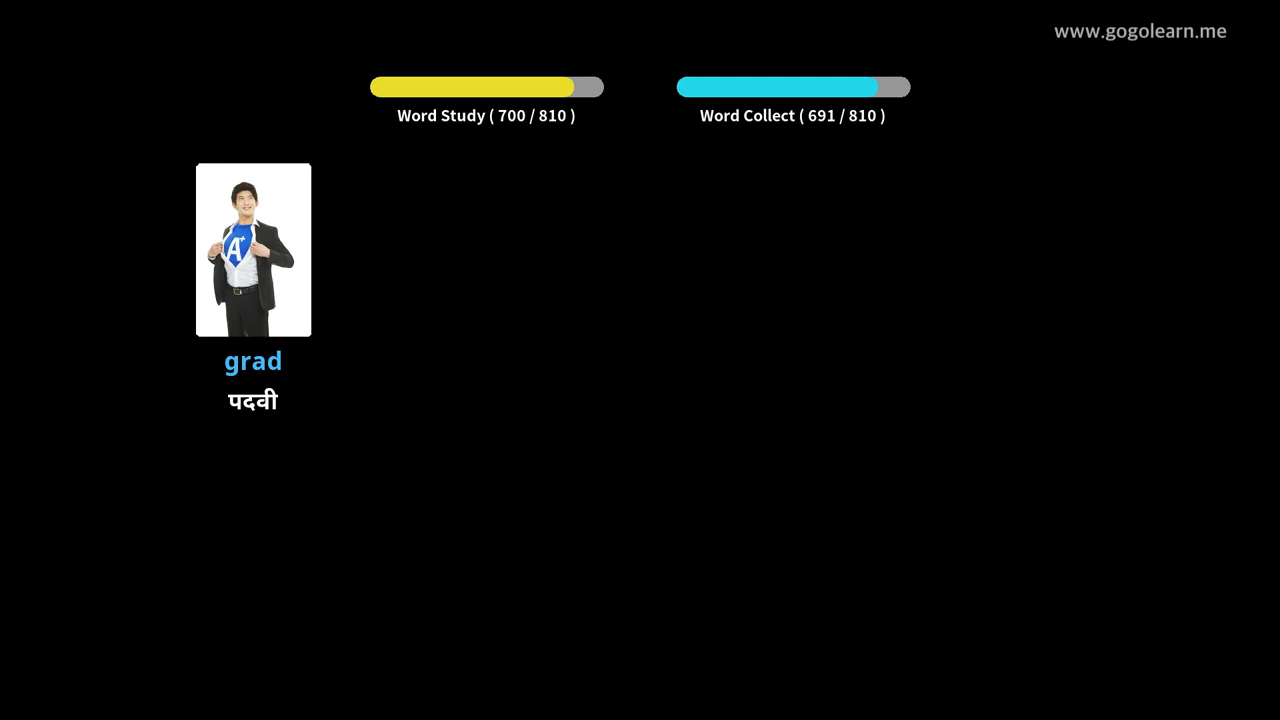 www.gogolearn.me
Word Study ( 700 / 810 )
Word Collect ( 691 / 810 )
A+
grad
पदवी